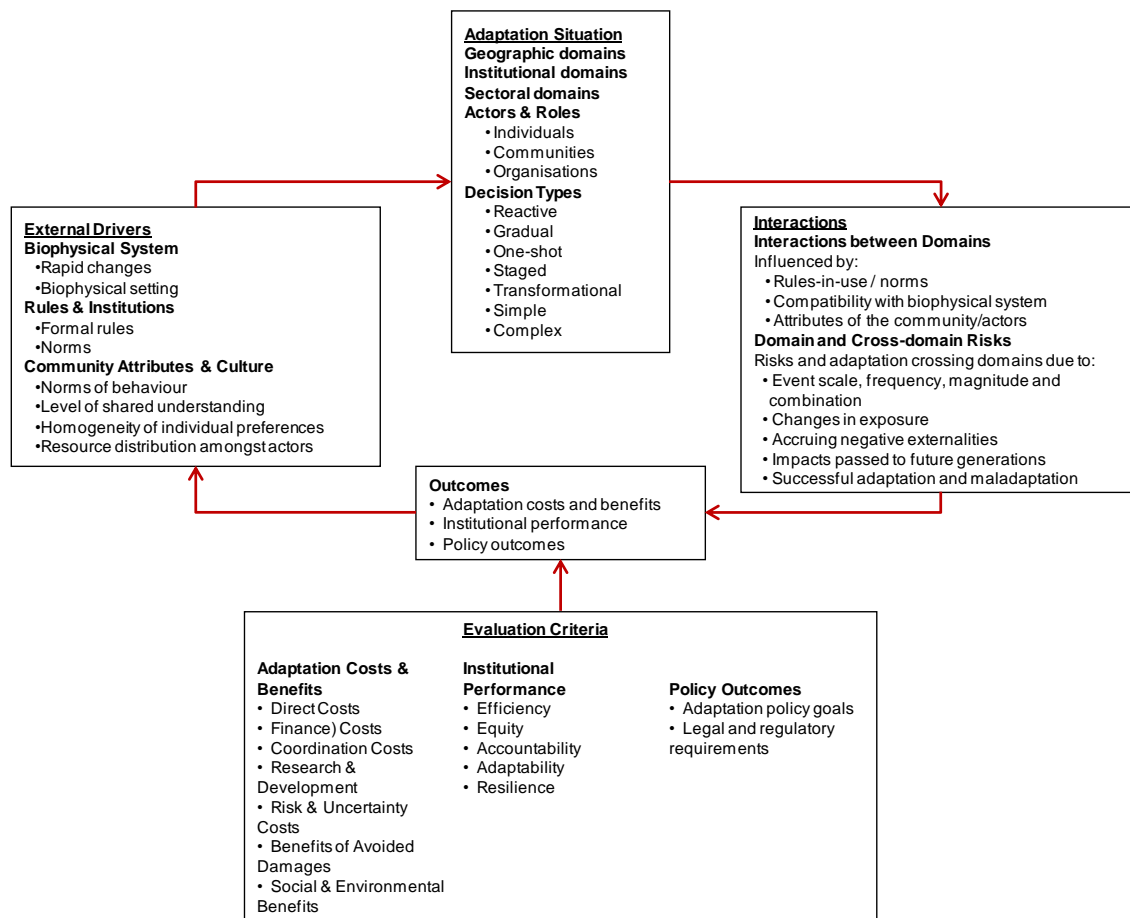 Adaptation Situation
Geographic domains
Institutional domains
Sectoral domains
Actors & Roles
• Individuals
• Communities
• Organisations
Decision Types
• Reactive
• Gradual
• One-shot
• Staged
• Transformational
• Simple
• Complex
External Drivers
Biophysical System
•Rapid changes
•Biophysical setting
Rules & Institutions
•Formal rules
•Norms
Community Attributes & Culture
•Norms of behaviour
•Level of shared understanding
•Homogeneity of individual preferences
•Resource distribution amongst actors
Interactions
Interactions between Domains
Influenced by:
• Rules-in-use / norms
• Compatibility with biophysical system
• Attributes of the community/actors
Domain and Cross-domain Risks
Risks and adaptation crossing domains due to:
• Event scale, frequency, magnitude and
combination
• Changes in exposure
• Accruing negative externalities
• Impacts passed to future generations
• Successful adaptation and maladaptation
Outcomes
• Adaptation costs and benefits
• Institutional performance
• Policy outcomes
Evaluation Criteria
Adaptation Costs &
Benefits
• Direct Costs
• Finance) Costs
• Coordination Costs
• Research &
Development
• Risk & Uncertainty
Costs
• Benefits of Avoided
Damages
• Social & Environmental
Benefits
Institutional
Performance
• Efficiency
• Equity
• Accountability
• Adaptability
• Resilience
Policy Outcomes
• Adaptation policy goals
• Legal and regulatory
requirements